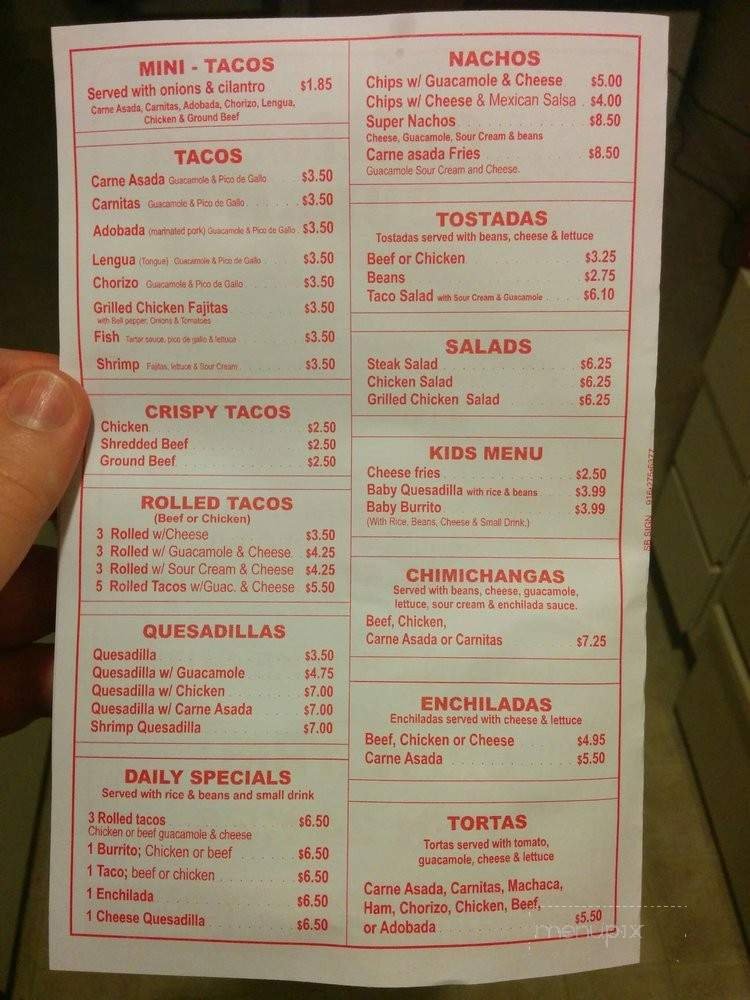 MINI - TACOS
Served with onions & cilantro $1.85
Carne Asada, Carnitas, Adobada, Chorizo, Lengua,
Chicken & Ground Beef
TACOS
Carne Asada Guacamole & Pico de Gallo $3.50
Carnitas Guacamole & Pico de Gallo $3.50
Adobada (marinated pork) Guacamole & Pico de Gallo $3.50
Lengua (Tongue) Guacamole & Pico de Gallo $3.50
Chorizo Guacamole & Pico de Gallo $3.50
Grilled Chicken Fajitas $3.50
with Bell pepper, Onions & Tomatoes
Fish Tartar sauce, pico de gallo & lettuce $3.50
Shrimp Fajitas, lettuce & Sour Cream $3.50
CRISPY TACOS
Chicken $2.50
Shredded Beef $2.50
Ground Beef $2.50
ROLLED TACOS
(Beef or Chicken)
3 Rolled w/Cheese $3.50
3 Rolled w/ Guacamole & Cheese $4.25
3 Rolled w/ Sour Cream & Cheese $4.25
5 Rolled Tacos w/Guac. & Cheese $5.50
QUESADILLAS
Quesadilla $3.50
Quesadilla w/ Guacamole $4.75
Quesadilla w/ Chicken $7.00
Quesadilla w/ Carne Asada $7.00
Shrimp Quesadilla $7.00
DAILY SPECIALS
Served with rice & beans and small drink
3 Rolled tacos $6.50
Chicken or beef guacamole & cheese
1 Burrito; Chicken or beef $6.50
1 Taco; beef or chicken $6.50
1 Enchilada $6.50
1 Cheese Quesadilla $6.50
NACHOS
Chips w/ Guacamole & Cheese $5.00
Chips w/ Cheese & Mexican Salsa $4.00
Super Nachos $8.50
Cheese, Guacamole, Sour Cream & beans
Carne asada Fries $8.50
Guacamole Sour Cream and Cheese.
TOSTADAS
Tostadas served with beans, cheese & lettuce
Beef or Chicken $3.25
Beans $2.75
Taco Salad with Sour Cream & Guacamole $6.10
SALADS
Steak Salad $6.25
Chicken Salad $6.25
Grilled Chicken Salad $6.25
KIDS MENU
Cheese fries $2.50
Baby Quesadilla with rice & beans $3.99
Baby Burrito $3.99
(With Rice, Beans, Cheese & Small Drink.)
CHIMICHANGAS
Served with beans, cheese, guacamole,
lettuce, sour cream & enchilada sauce.
Beef, Chicken,
Carne Asada or Carnitas $7.25
ENCHILADAS
Enchiladas served with cheese & lettuce
Beef, Chicken or Cheese $4.95
Carne Asada $5.50
TORTAS
Tortas served with tomato,
guacamole, cheese & lettuce
Carne Asada, Carnitas, Machaca,
Ham, Chorizo, Chicken, Beef,
or Adobada $5.50
SB SIGN 916-275-6377
menupix